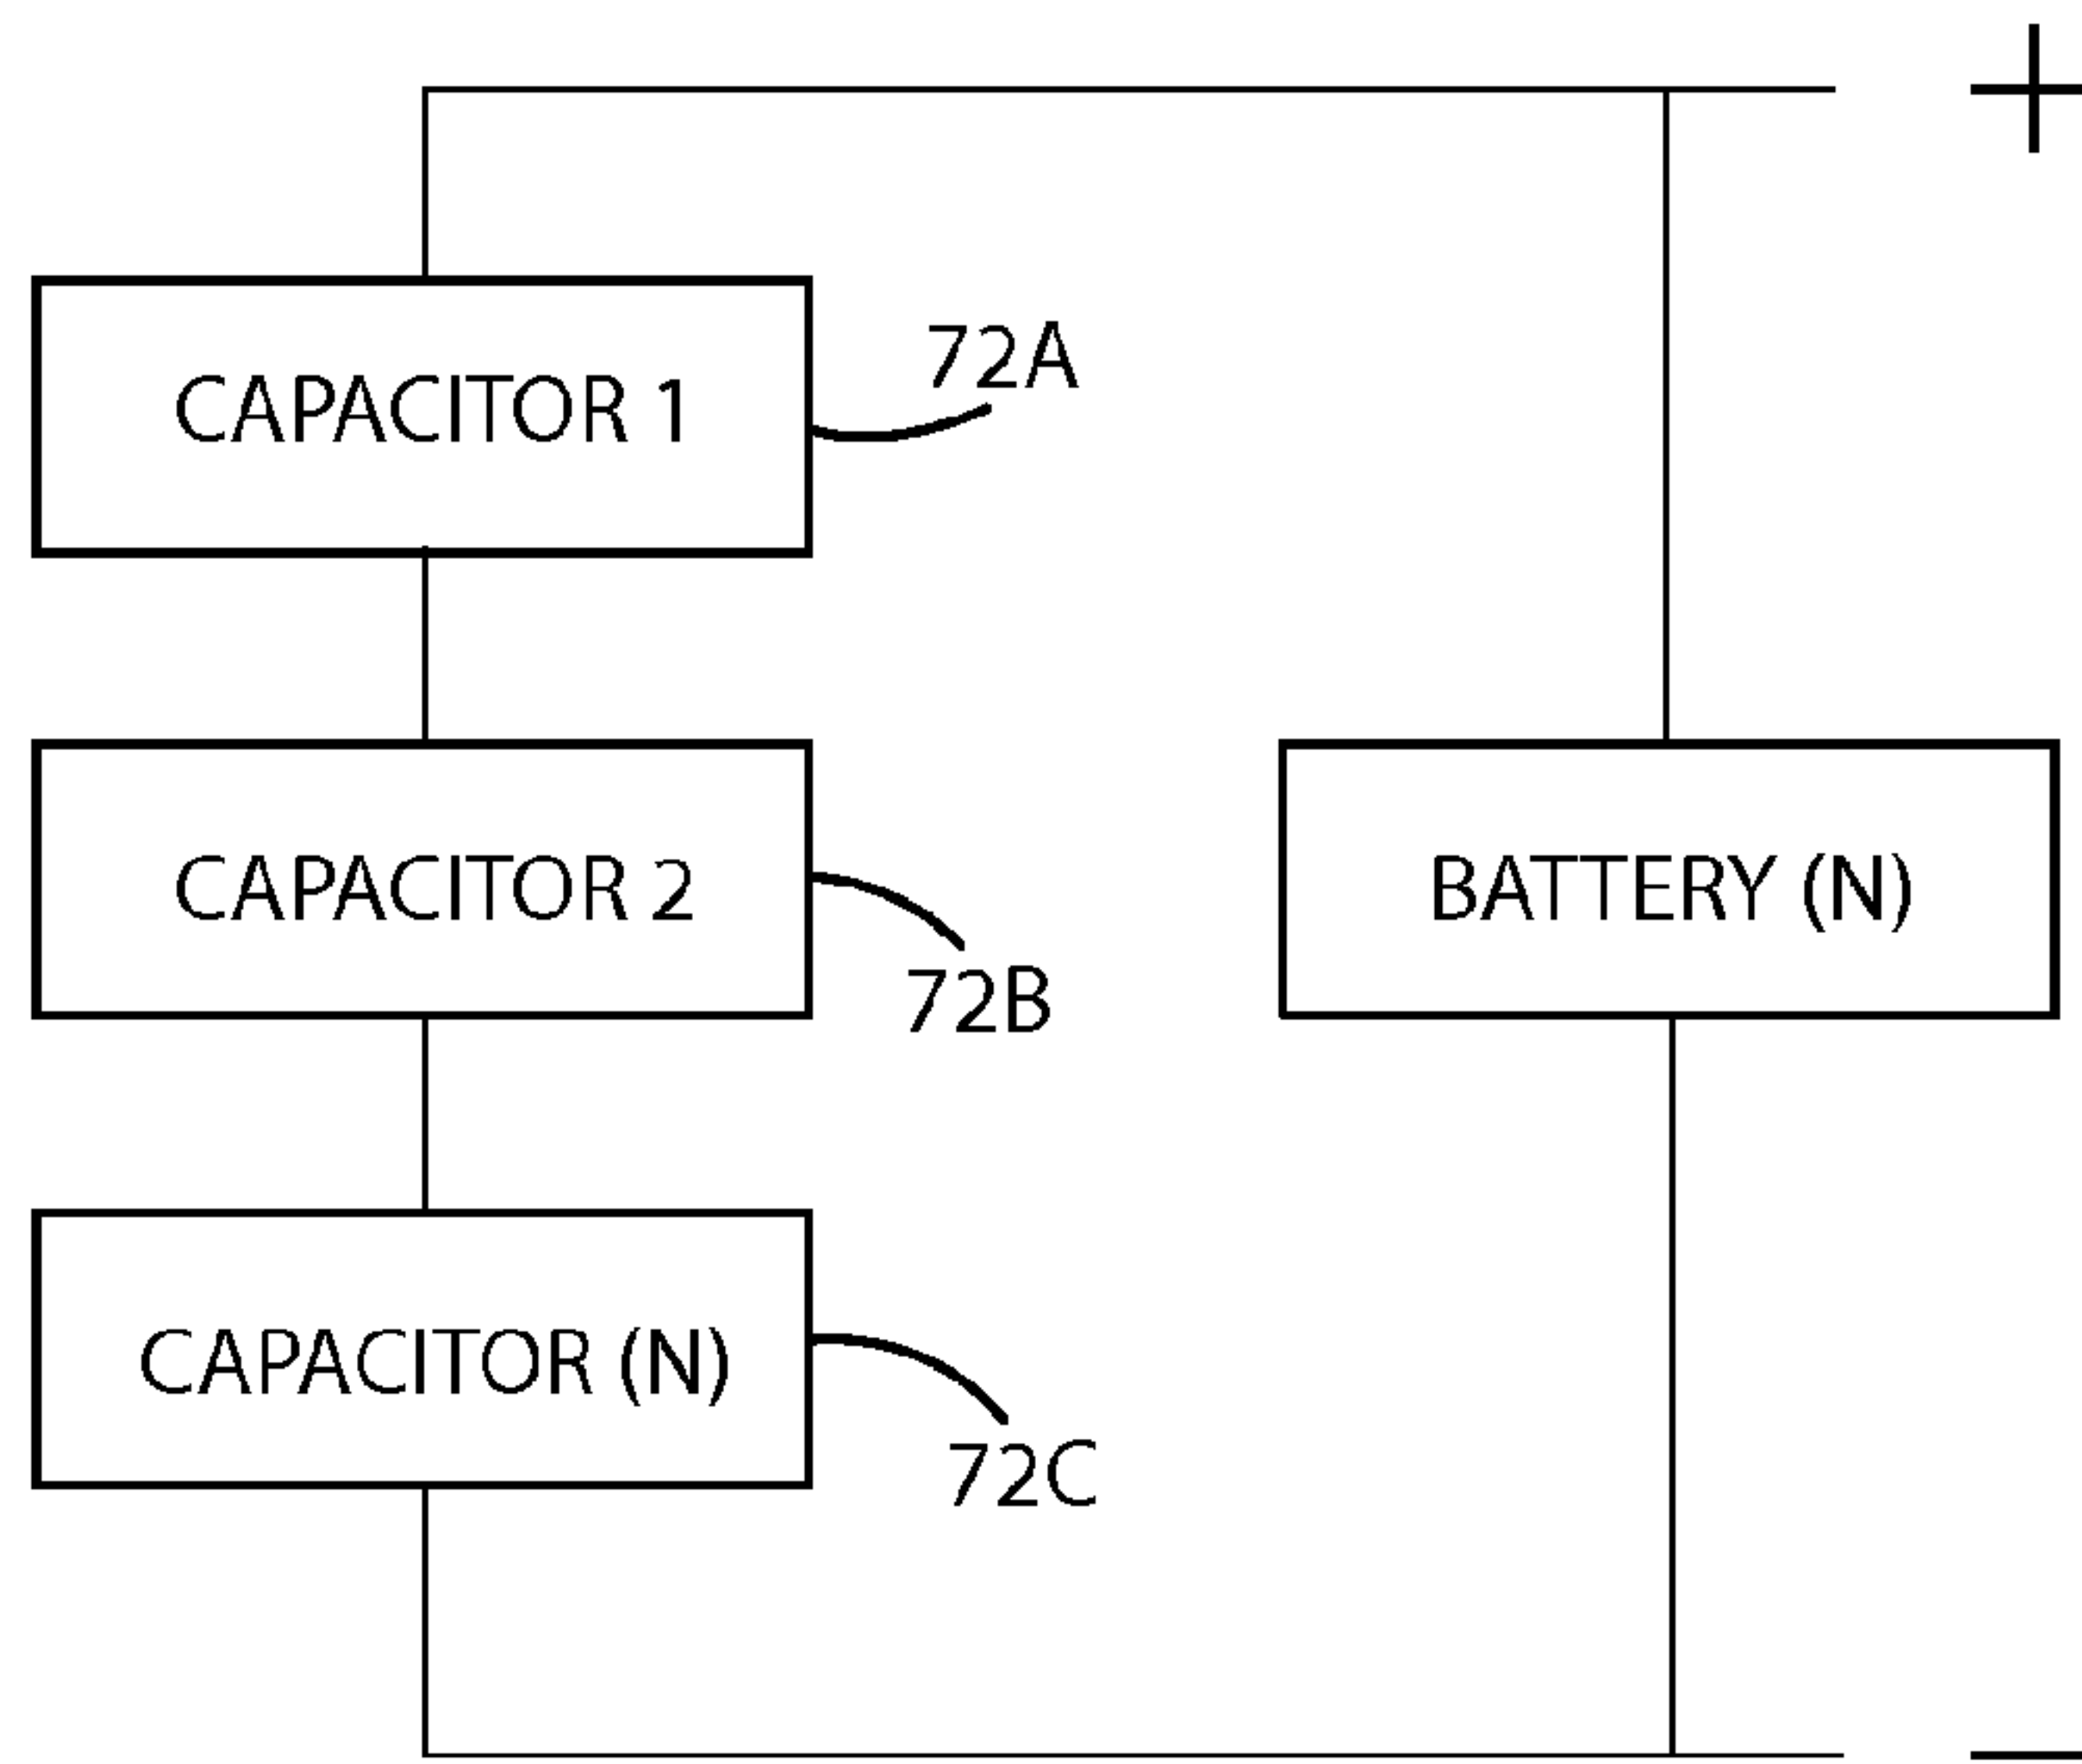 +
CAPACITOR 1
72A
CAPACITOR 2
72B
BATTERY (N)
CAPACITOR (N)
72C
—